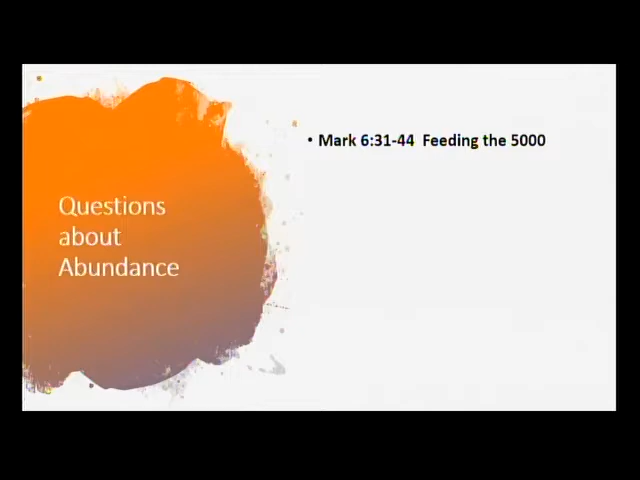 Questions
about
Abundance
• Mark 6:31-44  Feeding the 5000